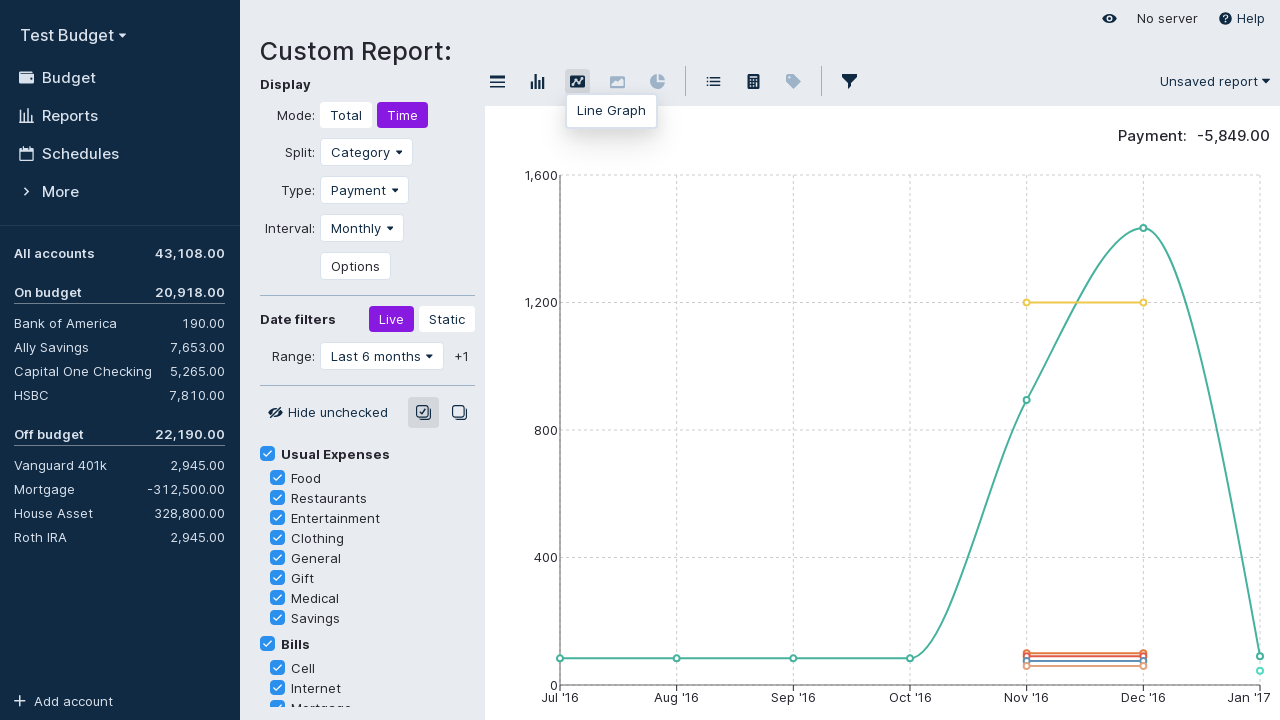 Test Budget
Budget
Reports
Schedules
More
All accounts 43,108.00
On budget 20,918.00
Bank of America 190.00
Ally Savings 7,653.00
Capital One Checking 5,265.00
HSBC 7,810.00
Off budget 22,190.00
Vanguard 401k 2,945.00
Mortgage -312,500.00
House Asset 328,800.00
Roth IRA 2,945.00
Add account
No server Help
Custom Report:
Display
Mode: Total Time
Split: Category
Type: Payment
Interval: Monthly
Options
Date filters Live Static
Range: Last 6 months +1
Hide unchecked
Usual Expenses
Food
Restaurants
Entertainment
Clothing
General
Gift
Medical
Savings
Bills
Cell
Internet
Mortgage
Unsaved report
Line Graph
Payment: -5,849.00
1,600
1,200
800
400
0
Jul '16 Aug '16 Sep '16 Oct '16 Nov '16 Dec '16 Jan '17